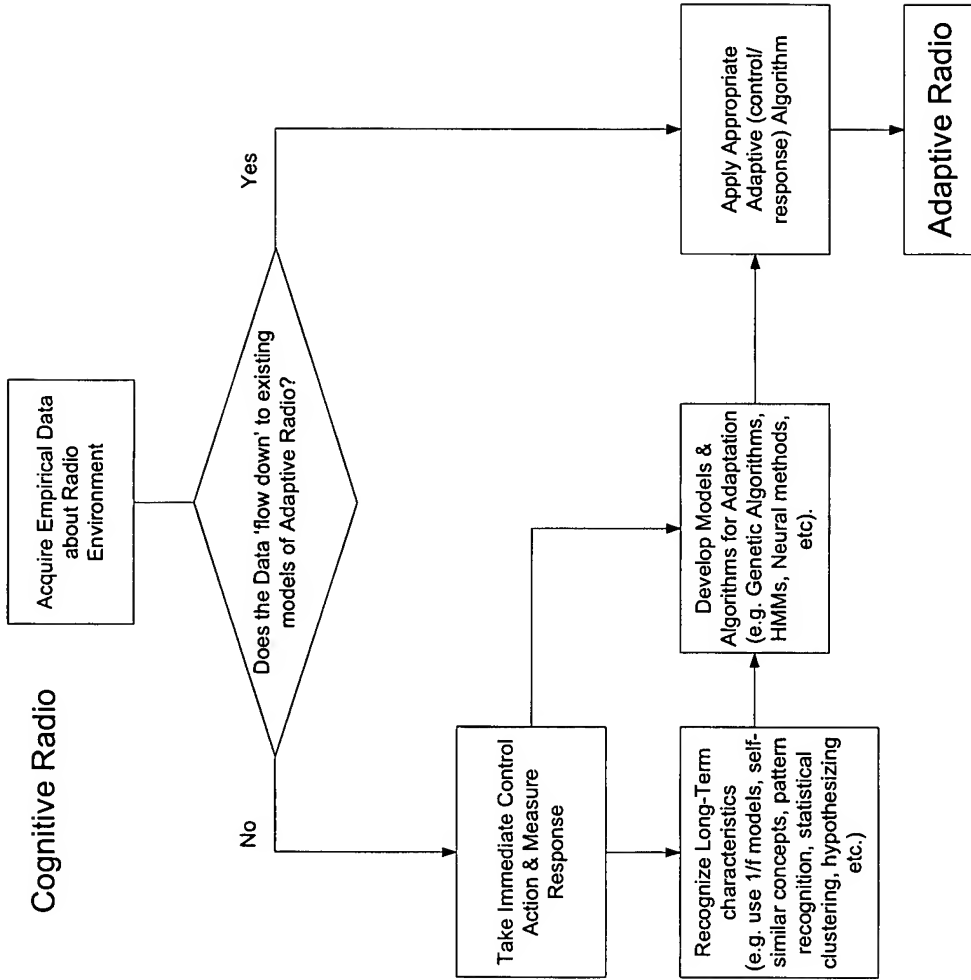 Cognitive Radio
Acquire Empirical Data
about Radio
Environment
Does the Data 'flow down' to existing
models of Adaptive Radio?
No
Yes
Take Immediate Control
Action & Measure
Response
Recognize Long-Term
characteristics
(e.g. use 1/f models, self-
similar concepts, pattern
recognition, statistical
clustering, hypothesizing
etc.)
Develop Models &
Algorithms for Adaptation
(e.g. Genetic Algorithms,
HMMs, Neural methods,
etc).
Apply Appropriate
Adaptive (control/
response) Algorithm
Adaptive Radio